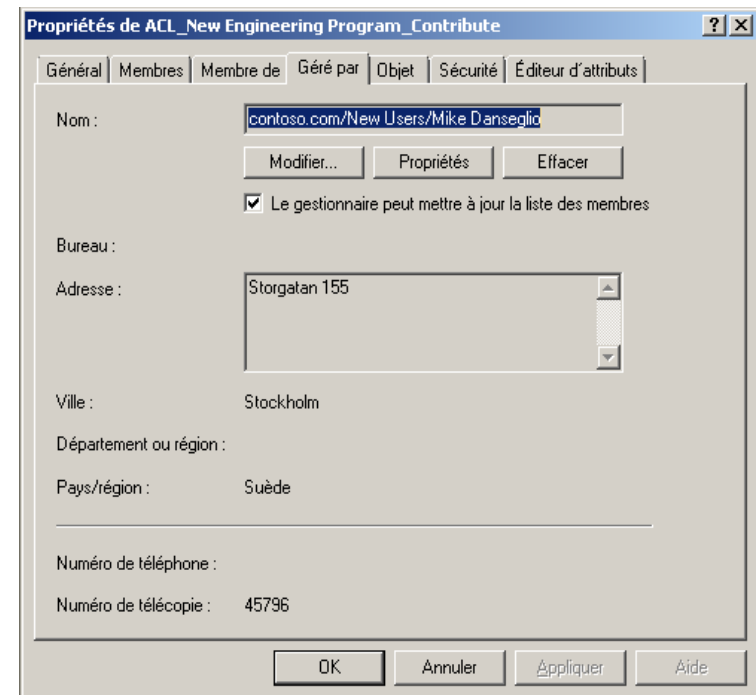 Propriétés de ACL_New Engineering Program_Contribute
Général Membres Membre de Géré par Objet Sécurité Éditeur d'attributs
Nom : contoso.com/New Users/Mike Danseglio
Modifier... Propriétés Effacer
Le gestionnaire peut mettre à jour la liste des membres
Bureau :
Adresse : Storgatan 155
Ville : Stockholm
Département ou région :
Pays/région : Suède
Numéro de téléphone :
Numéro de télécopie : 45796
OK Annuler Appliquer Aide